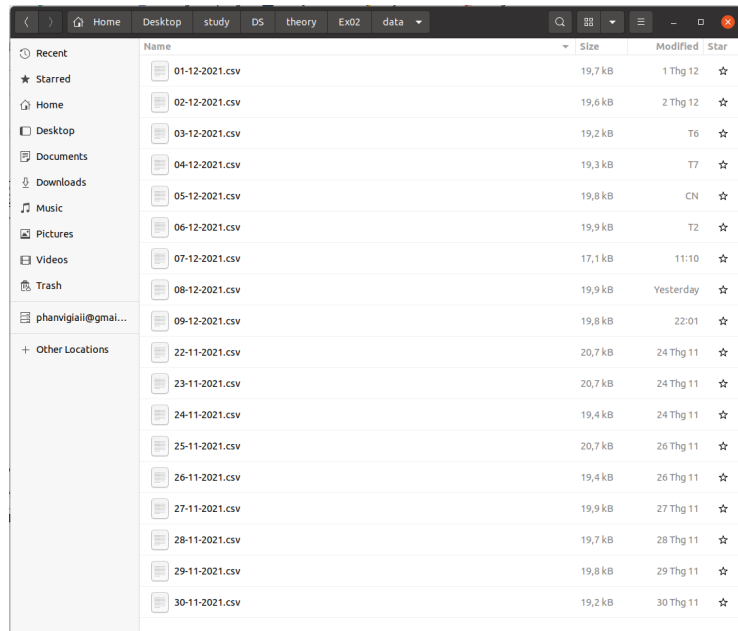 Home Desktop study DS theory Ex02 data
Name Size Modified Star
Recent
Starred
Home
Desktop
Documents
Downloads
Music
Pictures
Videos
Trash
phanvigiaii@gmai...
+ Other Locations
01-12-2021.csv 19,7 kB 1 Thg 12
02-12-2021.csv 19,6 kB 2 Thg 12
03-12-2021.csv 19,2 kB T6
04-12-2021.csv 19,3 kB T7
05-12-2021.csv 19,8 kB CN
06-12-2021.csv 19,9 kB T2
07-12-2021.csv 17,1 kB 11:10
08-12-2021.csv 19,9 kB Yesterday
09-12-2021.csv 19,8 kB 22:01
22-11-2021.csv 20,7 kB 24 Thg 11
23-11-2021.csv 20,7 kB 24 Thg 11
24-11-2021.csv 19,4 kB 24 Thg 11
25-11-2021.csv 20,7 kB 26 Thg 11
26-11-2021.csv 19,4 kB 26 Thg 11
27-11-2021.csv 19,9 kB 27 Thg 11
28-11-2021.csv 19,7 kB 28 Thg 11
29-11-2021.csv 19,8 kB 29 Thg 11
30-11-2021.csv 19,2 kB 30 Thg 11